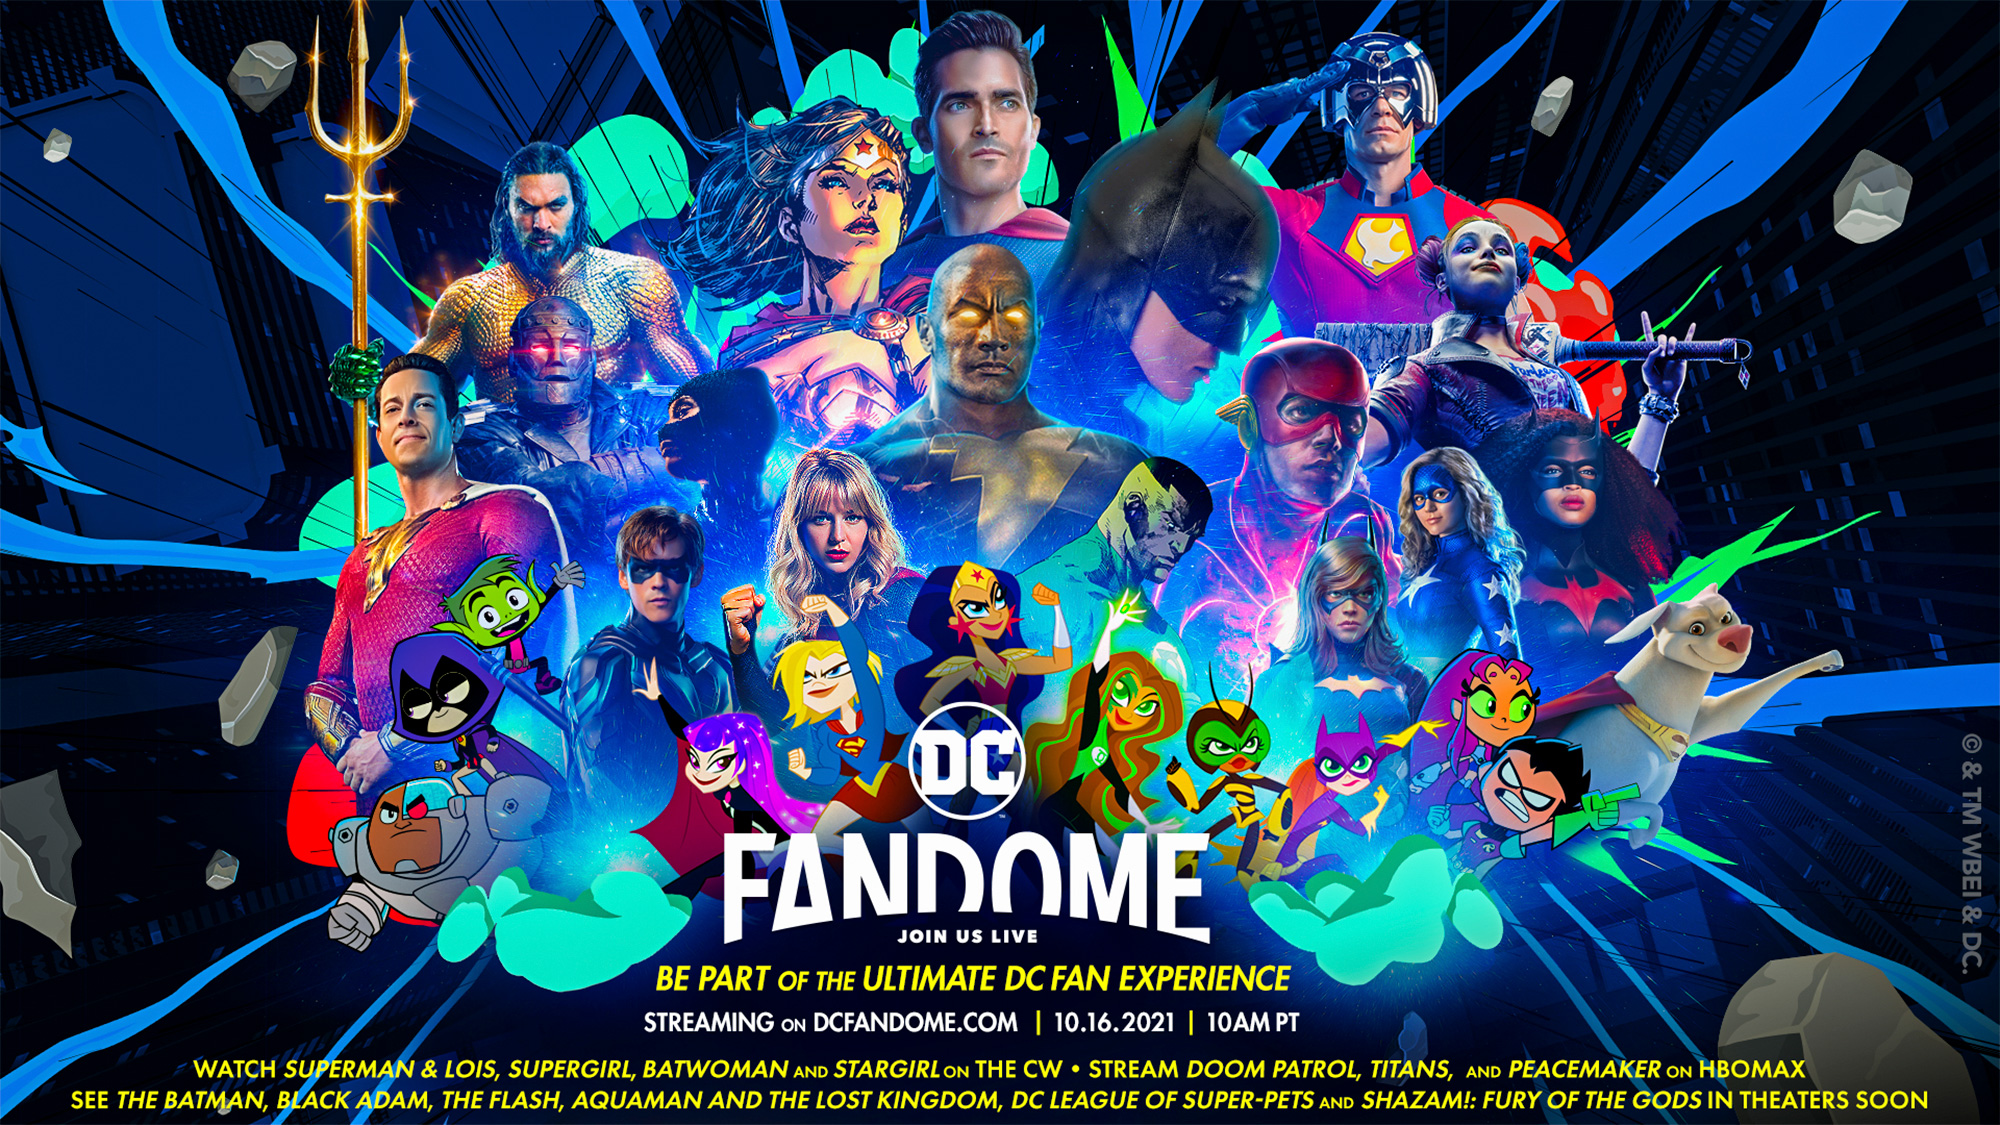 DC
™
FANDOME
JOIN US LIVE
BE PART OF THE ULTIMATE DC FAN EXPERIENCE
STREAMING ON DCFANDOME.COM | 10.16.2021 | 10AM PT
WATCH SUPERMAN & LOIS, SUPERGIRL, BATWOMAN AND STARGIRL ON THE CW • STREAM DOOM PATROL, TITANS, AND PEACEMAKER ON HBOMAX
SEE THE BATMAN, BLACK ADAM, THE FLASH, AQUAMAN AND THE LOST KINGDOM, DC LEAGUE OF SUPER-PETS AND SHAZAM!: FURY OF THE GODS IN THEATERS SOON
© & TM WBEI & DC.